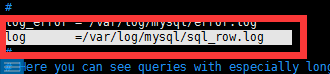 #
log_error = /var/log/mysql/error.log
log       =/var/log/mysql/sql_row.log
#
here you can see queries with especially long